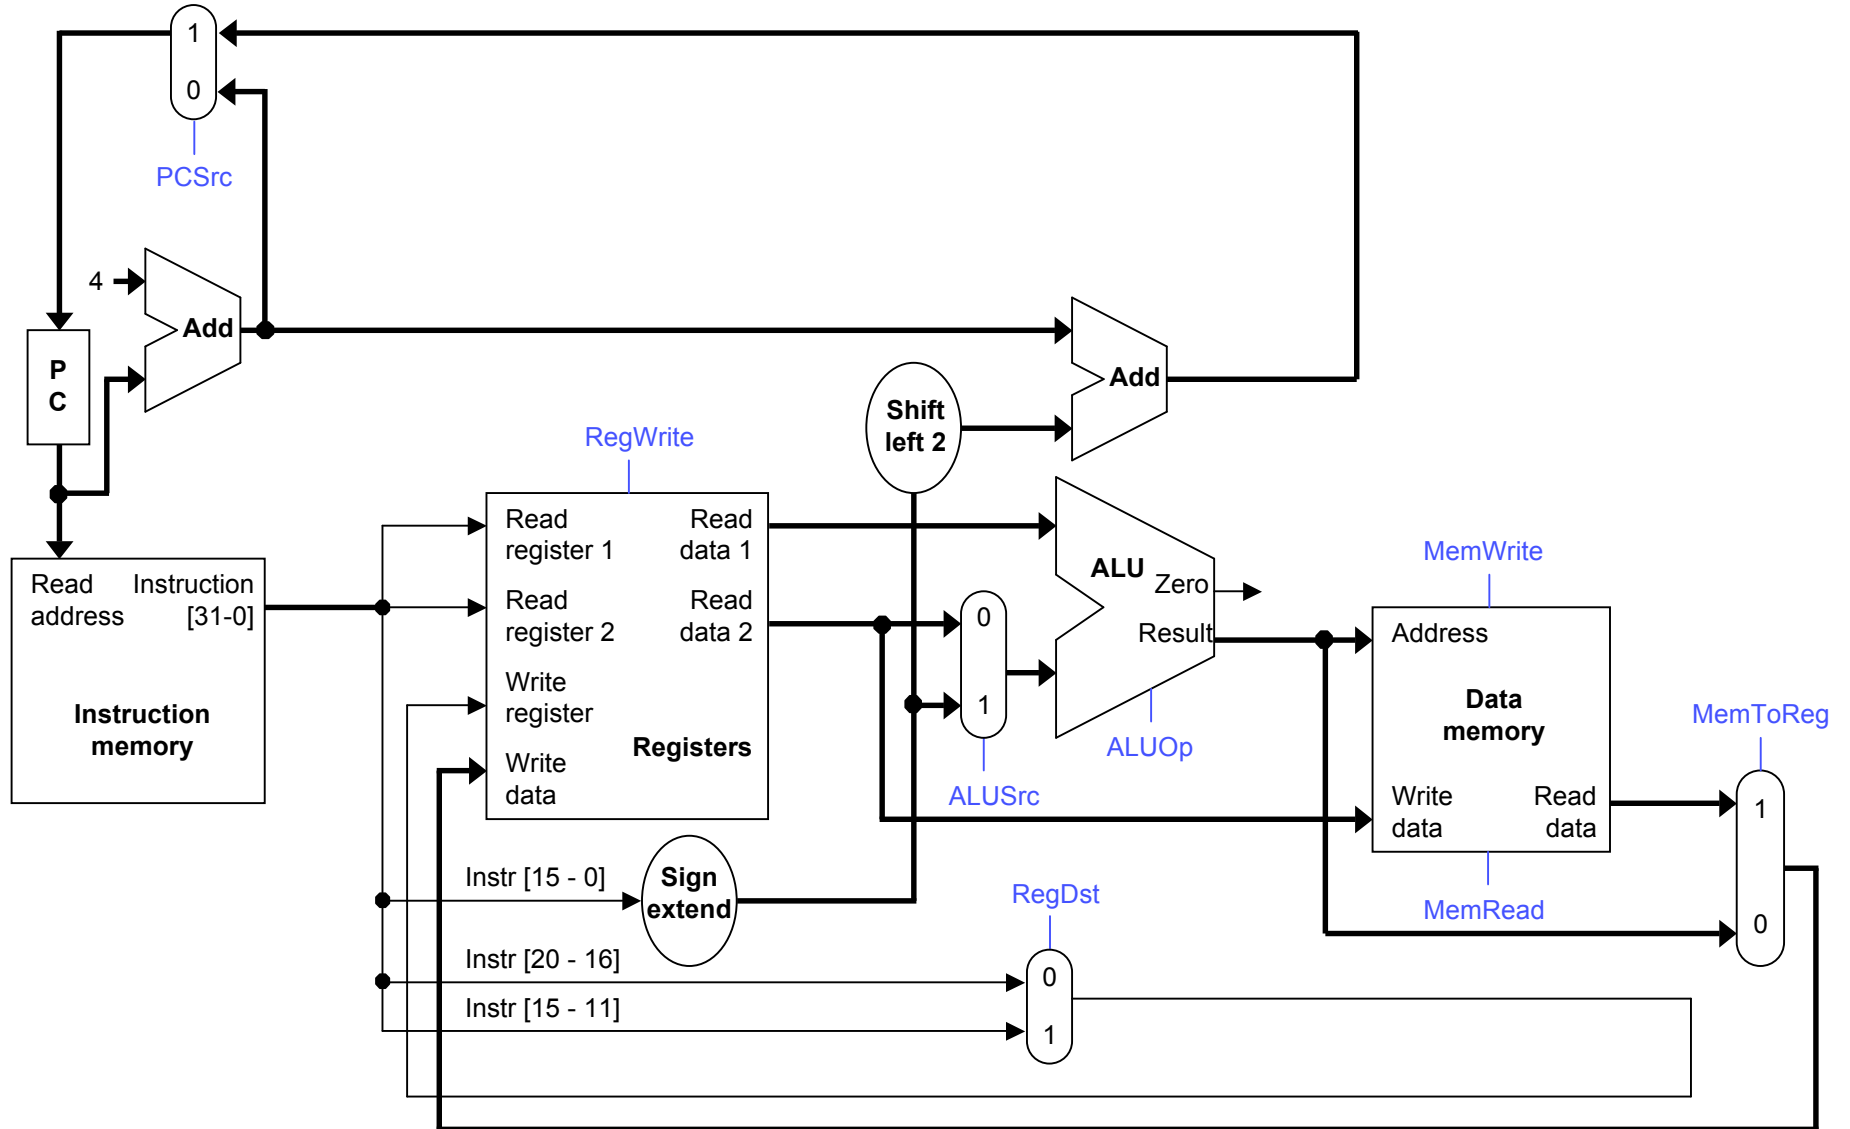 1
0
PCSrc
4
Add
P
C
Add
Shift
left 2
RegWrite
Read
register 1
Read
data 1
Read
register 2
Read
data 2
Write
register
Write
data
Registers
Read
address
Instruction
[31-0]
Instruction
memory
0
1
ALUSrc
ALU
Zero
Result
ALUOp
MemWrite
Address
Data
memory
Write
data
Read
data
MemRead
MemToReg
1
0
Instr [15 - 0]
Sign
extend
RegDst
Instr [20 - 16]
Instr [15 - 11]
0
1